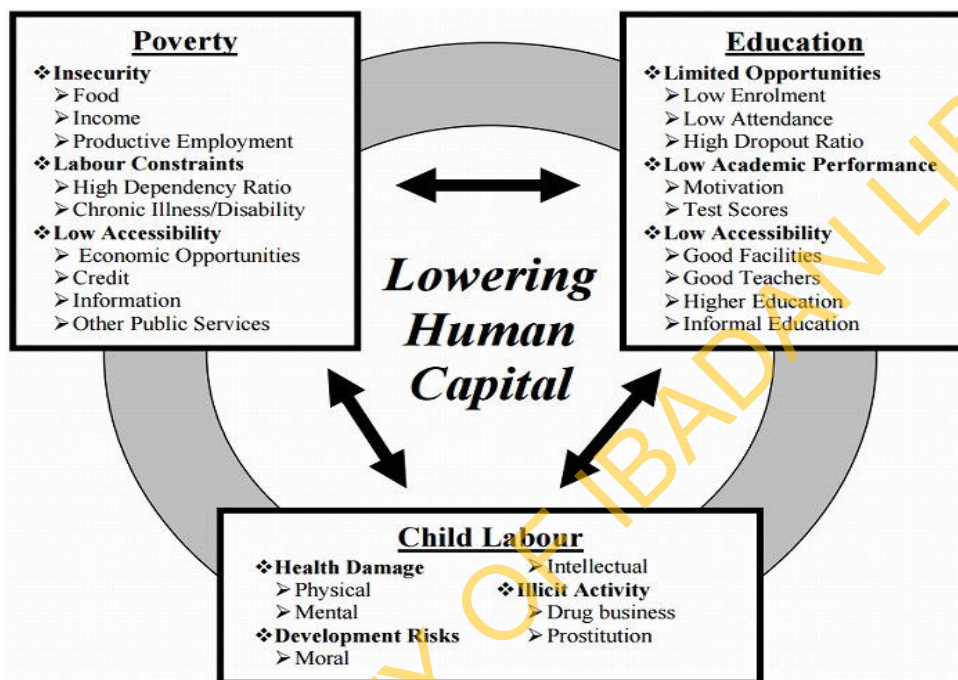 Poverty
❖Insecurity
➢Food
➢Income
➢Productive Employment
❖Labour Constraints
➢High Dependency Ratio
➢Chronic Illness/Disability
❖Low Accessibility
➢ Economic Opportunities
➢Credit
➢Information
➢Other Public Services
Education
❖Limited Opportunities
➢Low Enrolment
➢Low Attendance
➢High Dropout Ratio
❖Low Academic Performance
➢Motivation
➢Test Scores
❖Low Accessibility
➢Good Facilities
➢Good Teachers
➢Higher Education
➢Informal Education
Lowering
Human
Capital
Child Labour
❖Health Damage
➢Physical
➢Mental
❖Development Risks
➢Moral
➢Intellectual
❖Illicit Activity
➢Drug business
➢Prostitution
OF IBADAN